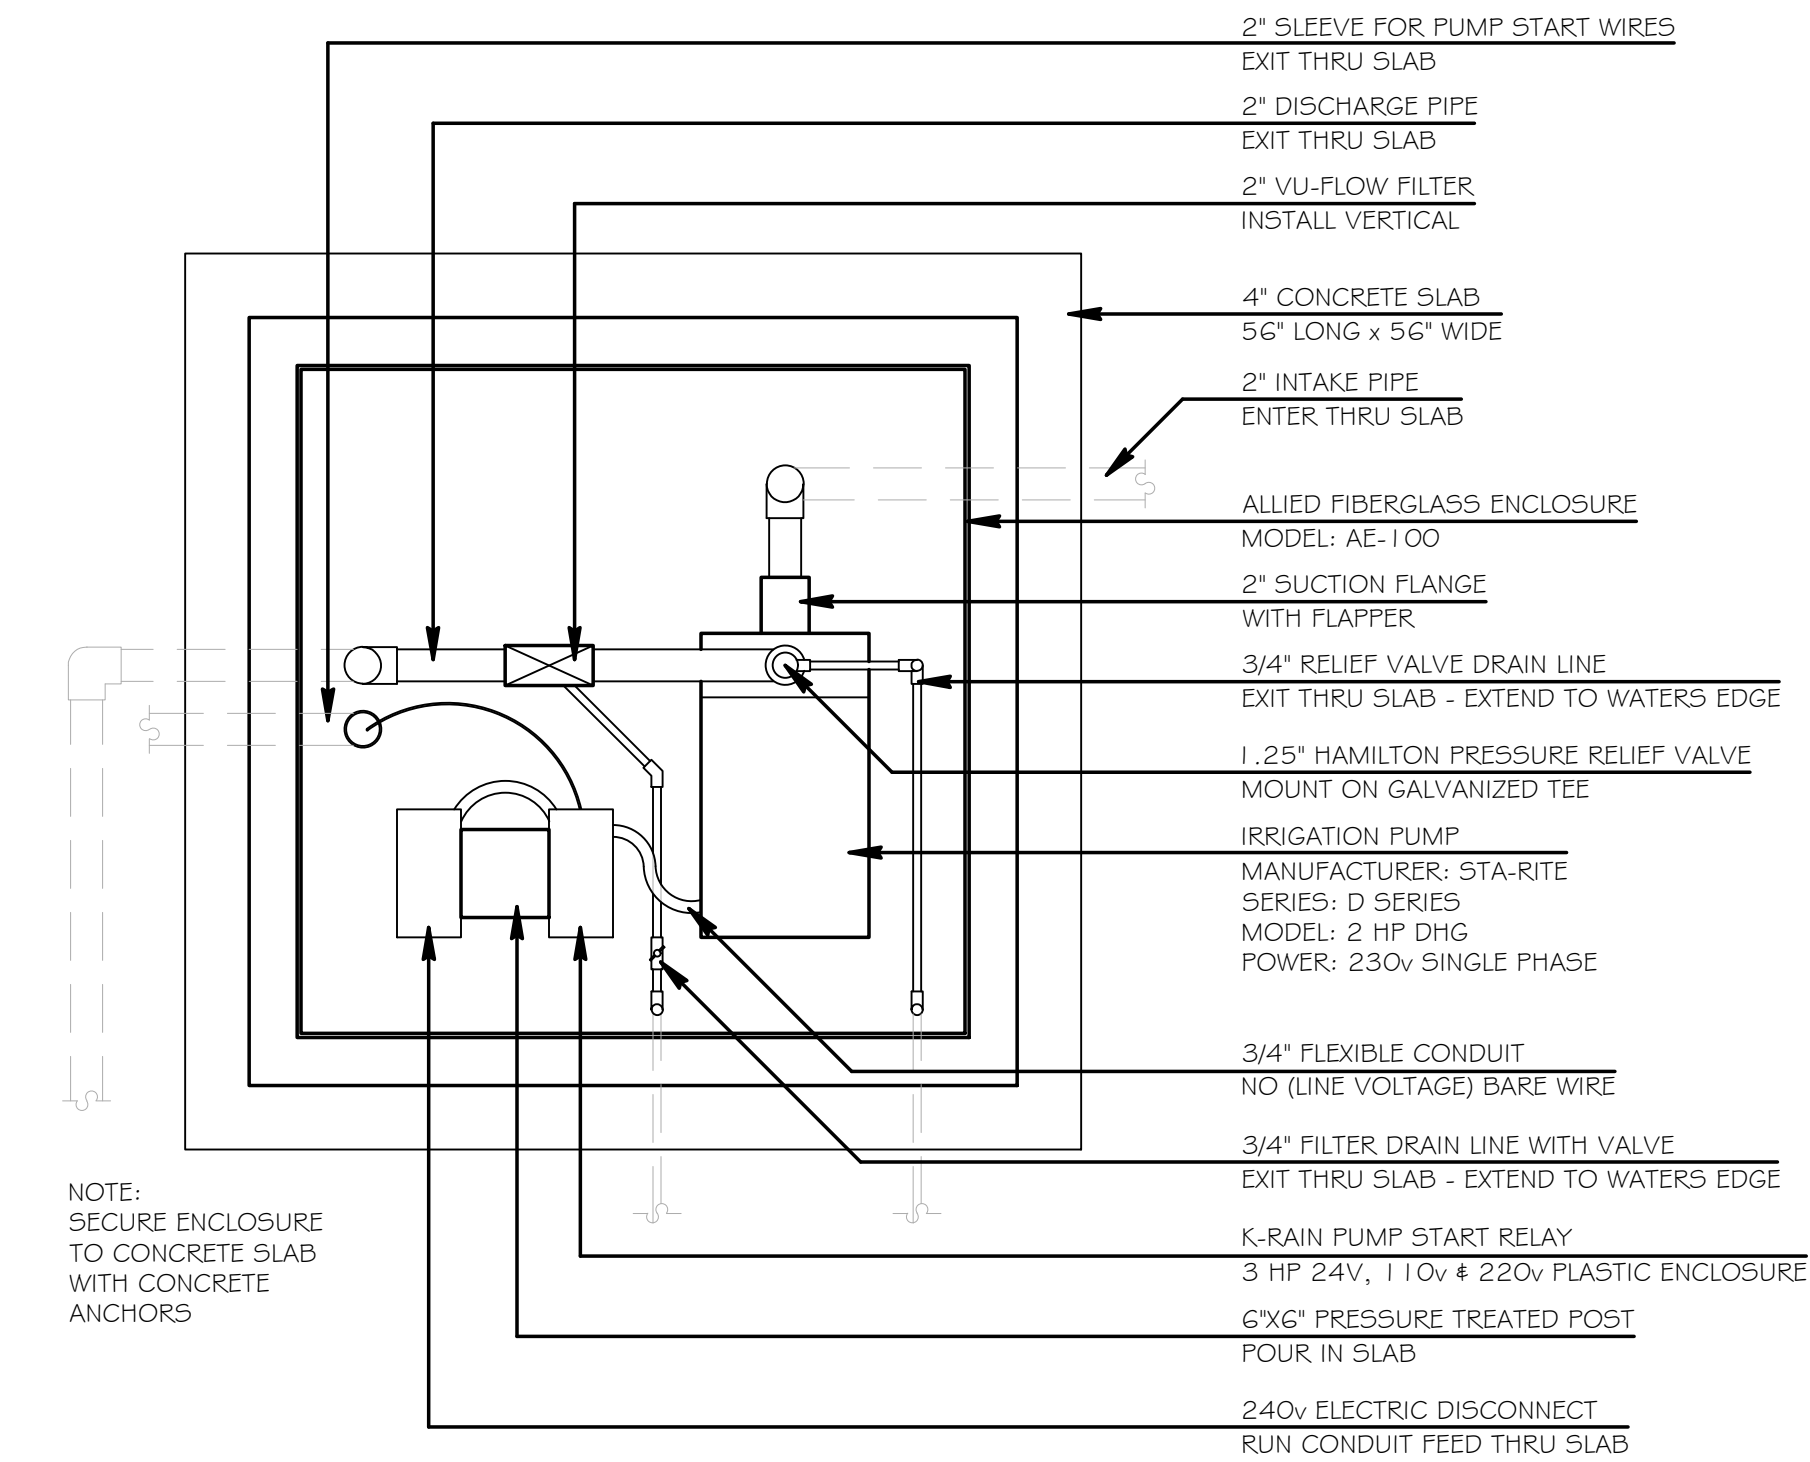 2" SLEEVE FOR PUMP START WIRES
EXIT THRU SLAB
2" DISCHARGE PIPE
EXIT THRU SLAB
2" VU-FLOW FILTER
INSTALL VERTICAL
4" CONCRETE SLAB
56" LONG x 56" WIDE
2" INTAKE PIPE
ENTER THRU SLAB
ALLIED FIBERGLASS ENCLOSURE
MODEL: AE-100
2" SUCTION FLANGE
WITH FLAPPER
3/4" RELIEF VALVE DRAIN LINE
EXIT THRU SLAB - EXTEND TO WATERS EDGE
1.25" HAMILTON PRESSURE RELIEF VALVE
MOUNT ON GALVANIZED TEE
IRRIGATION PUMP
MANUFACTURER: STA-RITE
SERIES: D SERIES
MODEL: 2 HP DHG
POWER: 230v SINGLE PHASE
3/4" FLEXIBLE CONDUIT
NO (LINE VOLTAGE) BARE WIRE
3/4" FILTER DRAIN LINE WITH VALVE
EXIT THRU SLAB - EXTEND TO WATERS EDGE
K-RAIN PUMP START RELAY
3 HP 24V, 110v & 220v PLASTIC ENCLOSURE
6"X6" PRESSURE TREATED POST
POUR IN SLAB
240v ELECTRIC DISCONNECT
RUN CONDUIT FEED THRU SLAB
NOTE:
SECURE ENCLOSURE
TO CONCRETE SLAB
WITH CONCRETE
ANCHORS